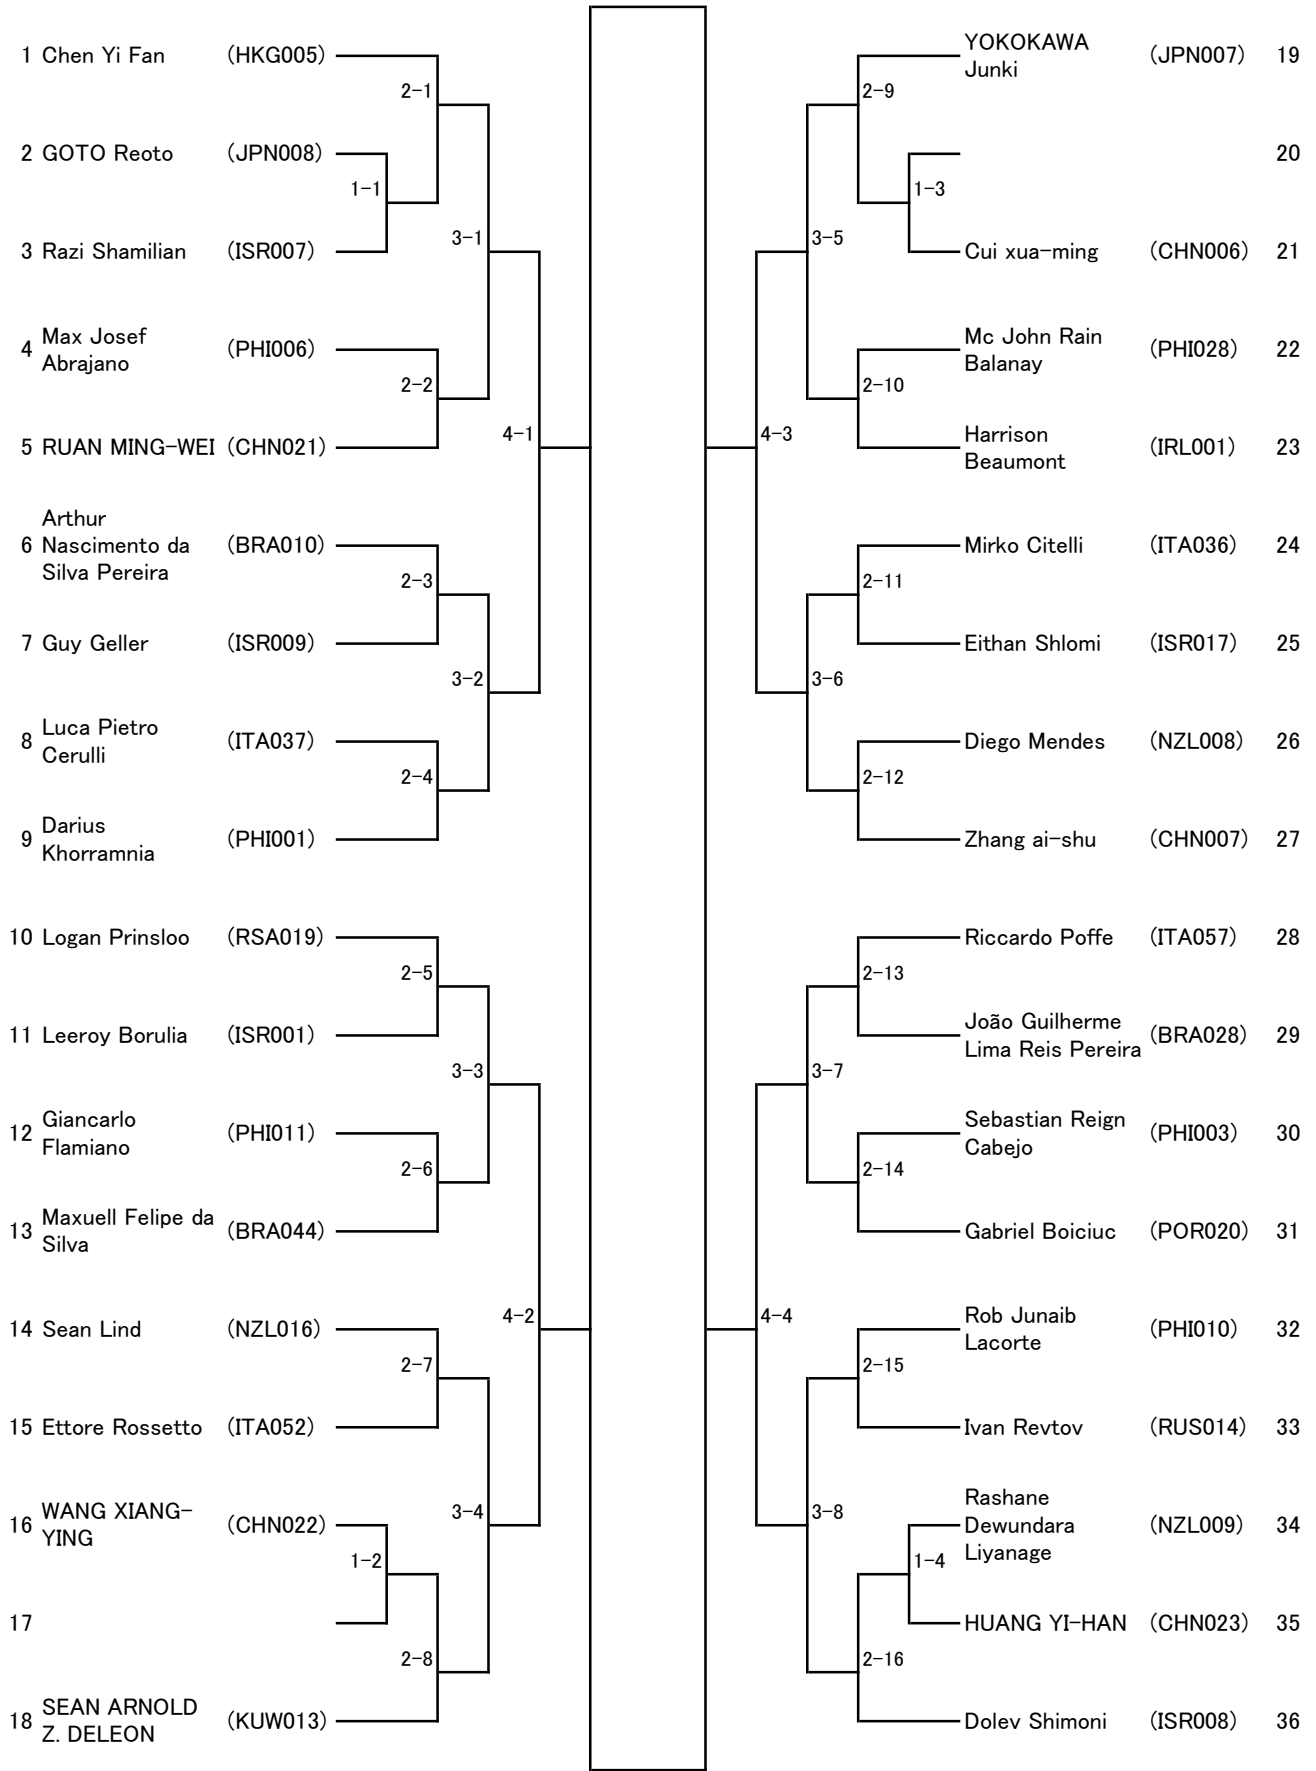 1 Chen Yi Fan (HKG005)
2-1
2 GOTO Reoto (JPN008)
1-1
3 Razi Shamilian (ISR007)
3-1
4 Max Josef
Abrajano (PHI006)
2-2
5 RUAN MING-WEI (CHN021)
4-1
6 Arthur
Nascimento da
Silva Pereira (BRA010)
2-3
7 Guy Geller (ISR009)
3-2
8 Luca Pietro
Cerulli (ITA037)
2-4
9 Darius
Khorramnia (PHI001)
10 Logan Prinsloo (RSA019)
2-5
11 Leeroy Borulia (ISR001)
3-3
12 Giancarlo
Flamiano (PHI011)
2-6
13 Maxuell Felipe da
Silva (BRA044)
4-2
14 Sean Lind (NZL016)
2-7
15 Ettore Rossetto (ITA052)
3-4
16 WANG XIANG-
YING (CHN022)
1-2
17
2-8
18 SEAN ARNOLD
Z. DELEON (KUW013)
YOKOKAWA
Junki (JPN007) 19
2-9
20
1-3
3-5
Cui xua-ming (CHN006) 21
Mc John Rain
Balanay (PHI028) 22
2-10
4-3
Harrison
Beaumont (IRL001) 23
Mirko Citelli (ITA036) 24
2-11
Eithan Shlomi (ISR017) 25
3-6
Diego Mendes (NZL008) 26
2-12
Zhang ai-shu (CHN007) 27
Riccardo Poffe (ITA057) 28
2-13
João Guilherme
Lima Reis Pereira (BRA028) 29
3-7
Sebastian Reign
Cabejo (PHI003) 30
2-14
Gabriel Boiciuc (POR020) 31
4-4
Rob Junaib
Lacorte (PHI010) 32
2-15
Ivan Revtov (RUS014) 33
3-8
Rashane
Dewundara
Liyanage (NZL009) 34
1-4
HUANG YI-HAN (CHN023) 35
2-16
Dolev Shimoni (ISR008) 36